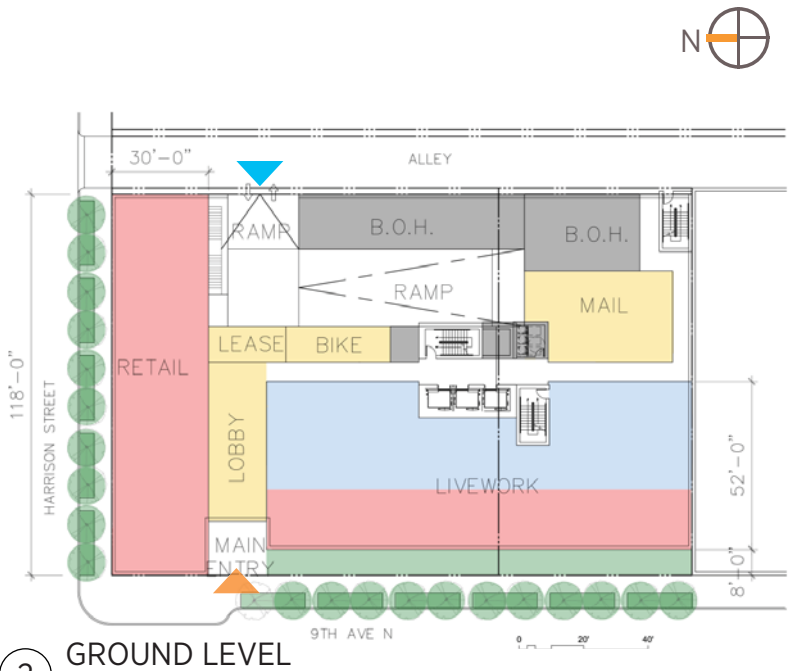 N
30'-0"
ALLEY
RAMP
B.O.H.
B.O.H.
RAMP
MAIL
LEASE
BIKE
RETAIL
118'-0"
HARRISON STREET
LOBBY
LIVEWORK
52'-0"
MAIN
ENTRY
8'-0"
9TH AVE N
0 20' 40'
GROUND LEVEL